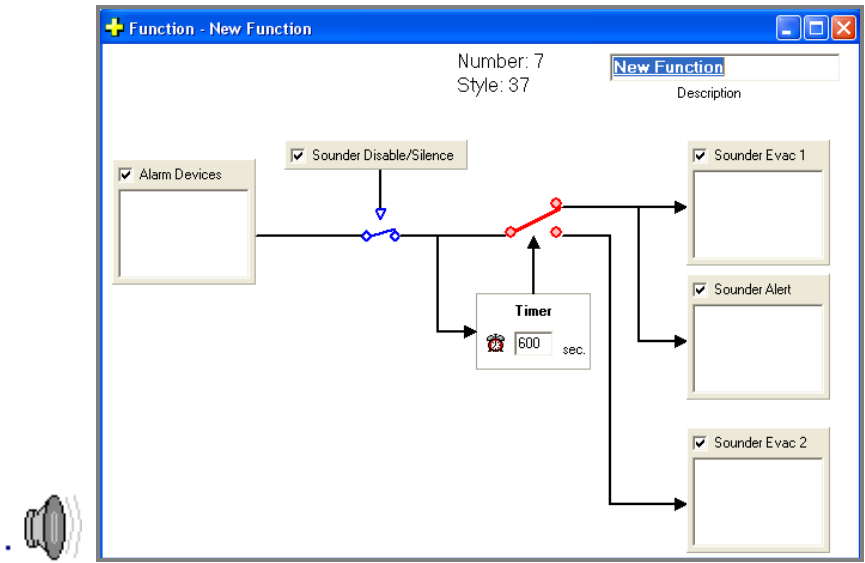 Function - New Function
Number: 7
Style: 37
New Function
Description
Sounder Disable/Silence
Alarm Devices
Sounder Evac 1
Sounder Alert
Timer
600 sec.
Sounder Evac 2
.